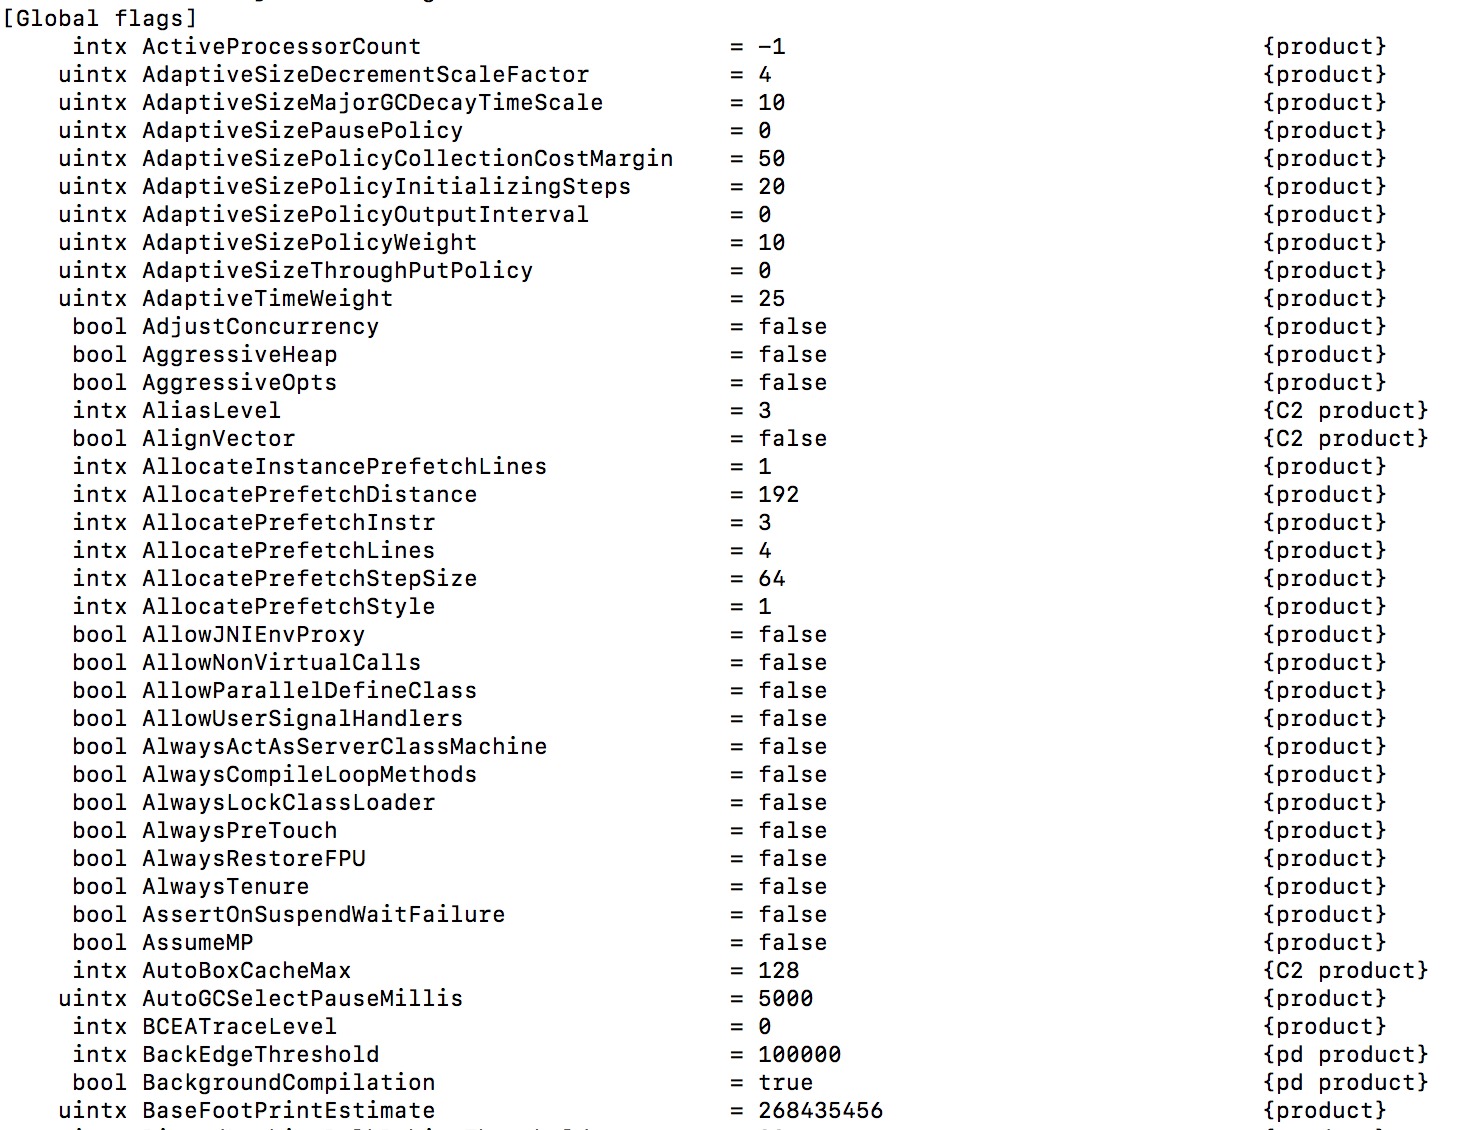 [Global flags]
intx ActiveProcessorCount = -1 {product}
uintx AdaptiveSizeDecrementScaleFactor = 4 {product}
uintx AdaptiveSizeMajorGCDecayTimeScale = 10 {product}
uintx AdaptiveSizePausePolicy = 0 {product}
uintx AdaptiveSizePolicyCollectionCostMargin = 50 {product}
uintx AdaptiveSizePolicyInitializingSteps = 20 {product}
uintx AdaptiveSizePolicyOutputInterval = 0 {product}
uintx AdaptiveSizePolicyWeight = 10 {product}
uintx AdaptiveSizeThroughPutPolicy = 0 {product}
uintx AdaptiveTimeWeight = 25 {product}
bool AdjustConcurrency = false {product}
bool AggressiveHeap = false {product}
bool AggressiveOpts = false {product}
intx AliasLevel = 3 {C2 product}
bool AlignVector = false {C2 product}
intx AllocateInstancePrefetchLines = 1 {product}
intx AllocatePrefetchDistance = 192 {product}
intx AllocatePrefetchInstr = 3 {product}
intx AllocatePrefetchLines = 4 {product}
intx AllocatePrefetchStepSize = 64 {product}
intx AllocatePrefetchStyle = 1 {product}
bool AllowJNIEnvProxy = false {product}
bool AllowNonVirtualCalls = false {product}
bool AllowParallelDefineClass = false {product}
bool AllowUserSignalHandlers = false {product}
bool AlwaysActAsServerClassMachine = false {product}
bool AlwaysCompileLoopMethods = false {product}
bool AlwaysLockClassLoader = false {product}
bool AlwaysPreTouch = false {product}
bool AlwaysRestoreFPU = false {product}
bool AlwaysTenure = false {product}
bool AssertOnSuspendWaitFailure = false {product}
bool AssumeMP = false {product}
intx AutoBoxCacheMax = 128 {C2 product}
uintx AutoGCSelectPauseMillis = 5000 {product}
intx BCEATraceLevel = 0 {product}
intx BackEdgeThreshold = 100000 {pd product}
bool BackgroundCompilation = true {pd product}
uintx BaseFootPrintEstimate = 268435456 {product}